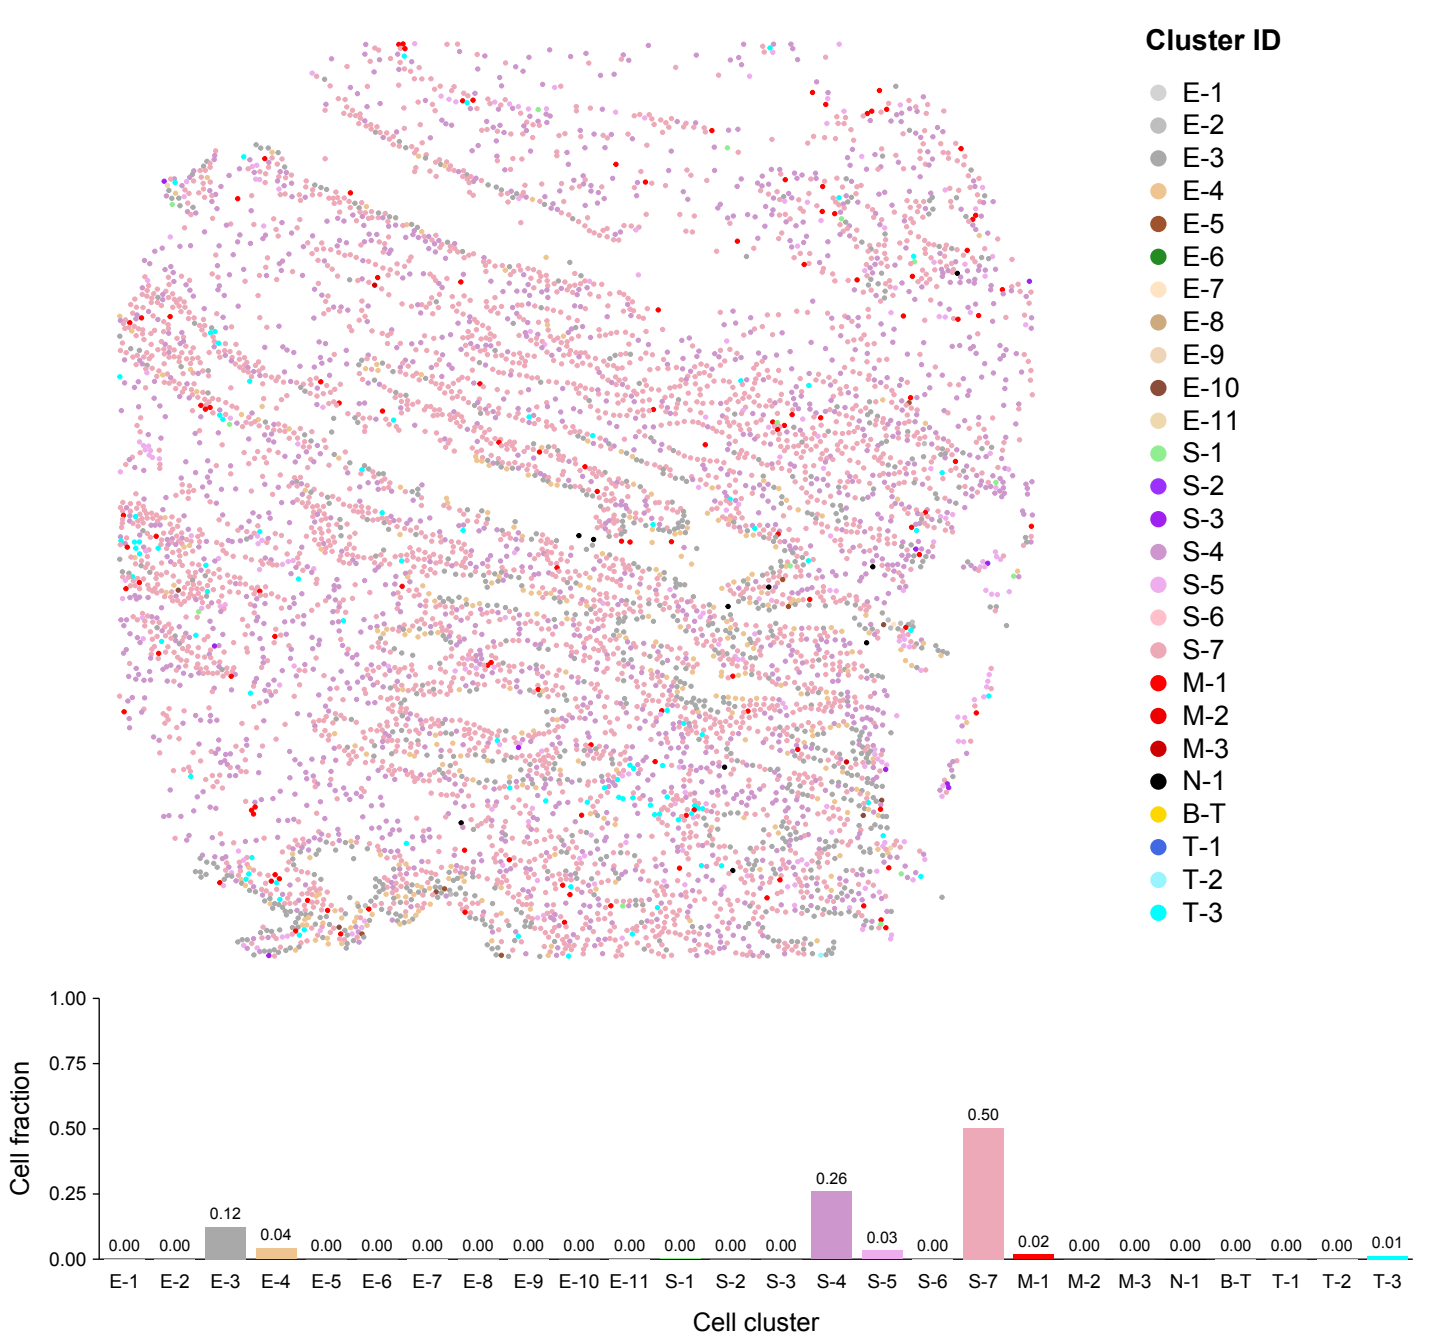 Cluster ID
E-1
E-2
E-3
E-4
E-5
E-6
E-7
E-8
E-9
E-10
E-11
S-1
S-2
S-3
S-4
S-5
S-6
S-7
M-1
M-2
M-3
N-1
B-T
T-1
T-2
T-3
1.00
0.75
0.50
0.25
0.00
Cell fraction
0.00 0.00 0.12 0.04 0.00 0.00 0.00 0.00 0.00 0.00 0.00 0.00 0.00 0.00 0.26 0.03 0.00 0.50 0.02 0.00 0.00 0.00 0.00 0.00 0.00 0.01
E-1 E-2 E-3 E-4 E-5 E-6 E-7 E-8 E-9 E-10 E-11 S-1 S-2 S-3 S-4 S-5 S-6 S-7 M-1 M-2 M-3 N-1 B-T T-1 T-2 T-3
Cell cluster